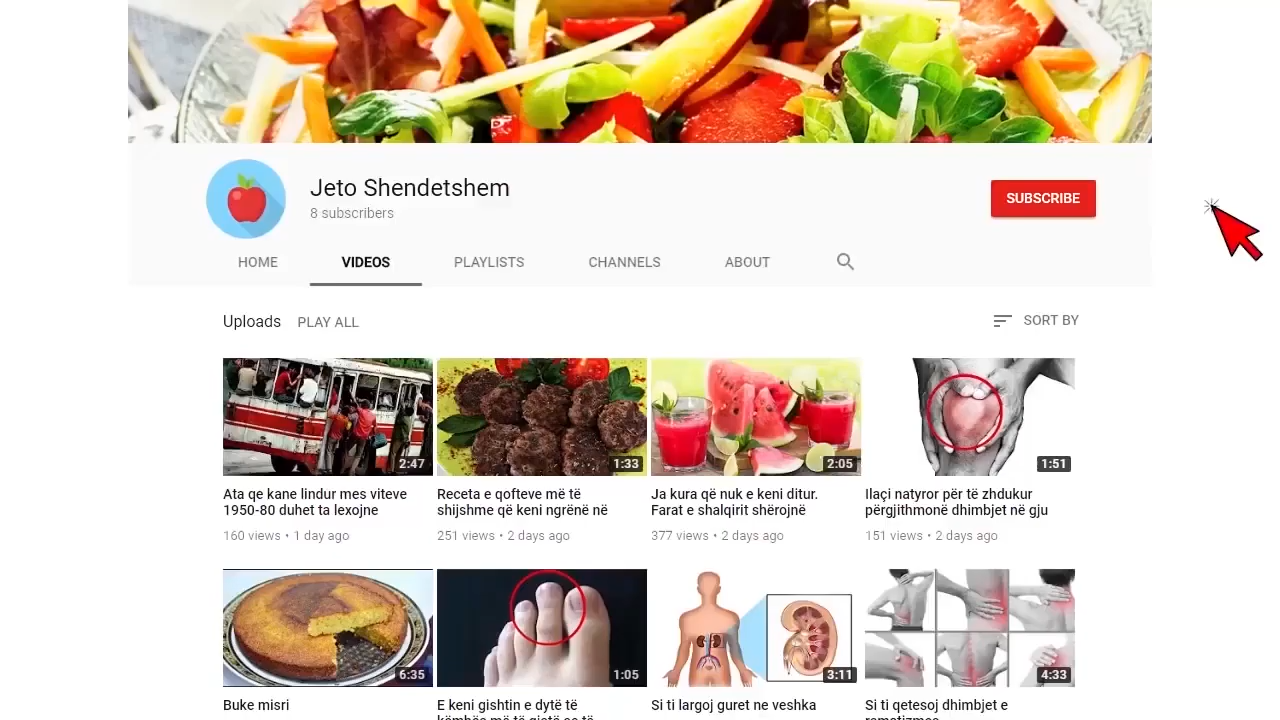 Jeto Shendetshem
8 subscribers
SUBSCRIBE
HOME VIDEOS PLAYLISTS CHANNELS ABOUT
Uploads PLAY ALL SORT BY
2:47 1:33 2:05 1:51
Ata qe kane lindur mes viteve
1950-80 duhet ta lexojne
160 views • 1 day ago
Receta e qofteve më të
shijshme që keni ngrënë në
251 views • 2 days ago
Ja kura që nuk e keni ditur.
Farat e shalqirit shërojnë
377 views • 2 days ago
Ilaçi natyror për të zhdukur
përgjithmonë dhimbjet në gju
151 views • 2 days ago
6:35 1:05 3:11 4:33
Buke misri
E keni gishtin e dytë të
Si ti largoj guret ne veshka
Si ti qetesoj dhimbjet e